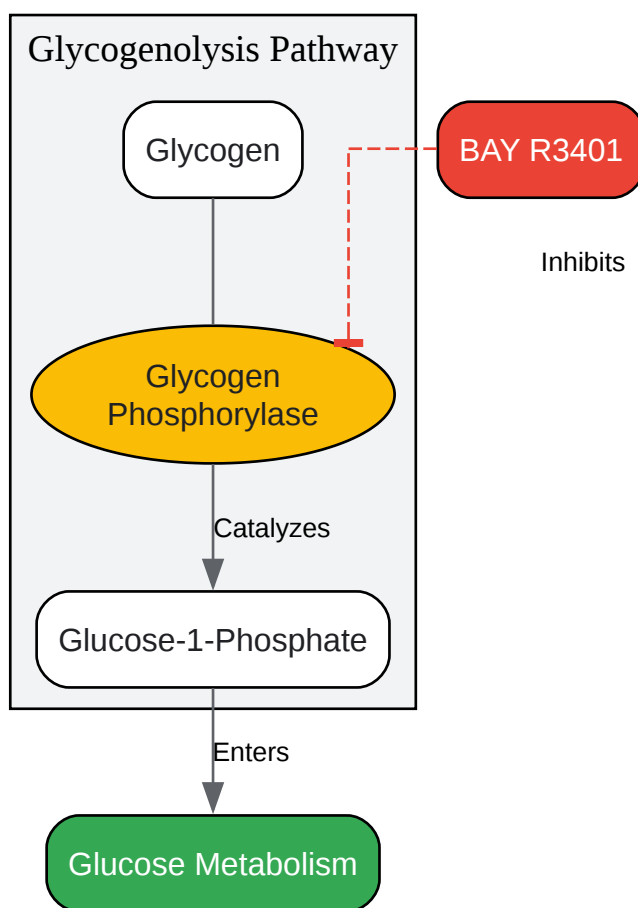 Glycogenolysis Pathway
Glycogen
BAY R3401
Inhibits
Glycogen
Phosphorylase
Catalyzes
Glucose-1-Phosphate
Enters
Glucose Metabolism